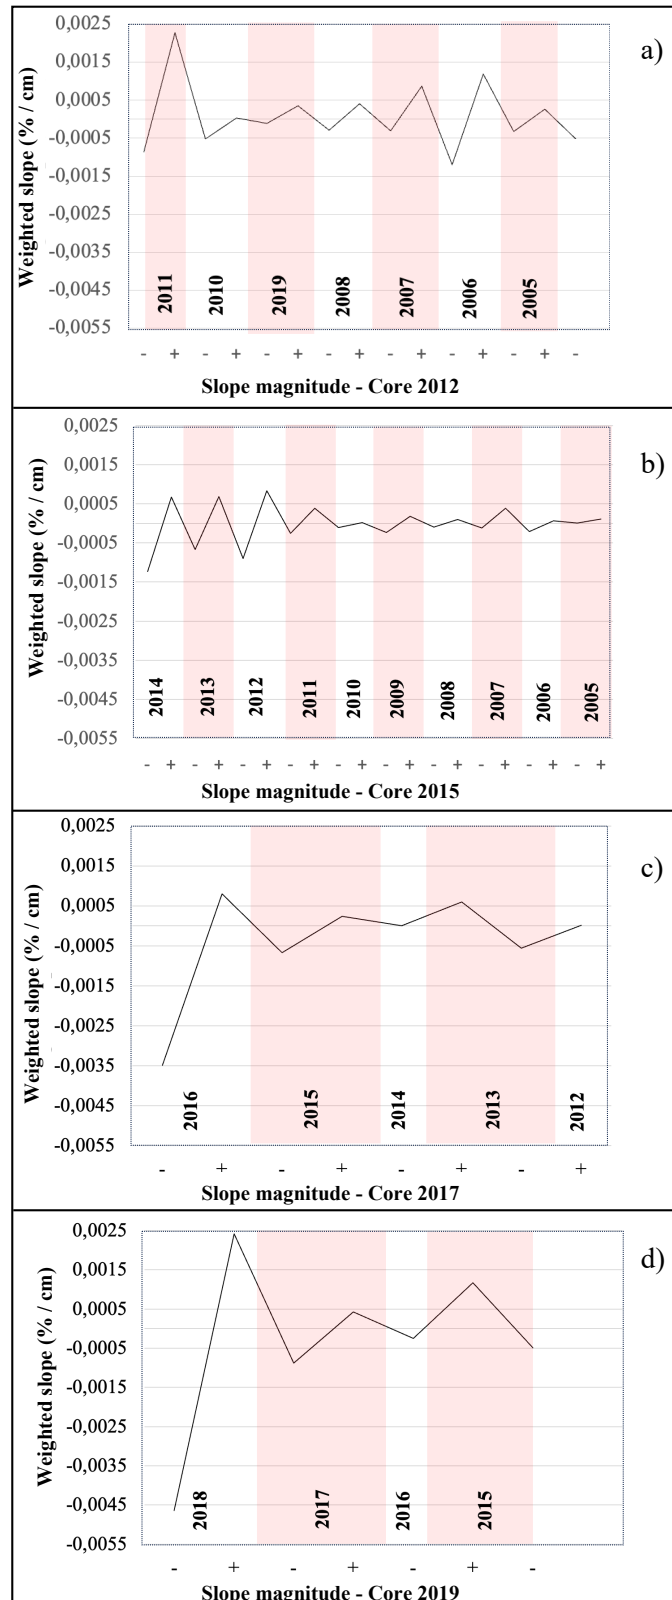 a)
Weighted slope (% / cm)
0,0025
0,0015
0,0005
-0,0005
-0,0015
-0,0025
-0,0035
-0,0045
-0,0055
2011 2010 2019 2008 2007 2006 2005
- + - + - + - + - + - + - + -
Slope magnitude - Core 2012
b)
Weighted slope (% / cm)
0,0025
0,0015
0,0005
-0,0005
-0,0015
-0,0025
-0,0035
-0,0045
-0,0055
2014 2013 2012 2011 2010 2009 2008 2007 2006 2005
- + - + - + - + - + - + - + - + - + - +
Slope magnitude - Core 2015
c)
Weighted slope (% / cm)
0,0025
0,0015
0,0005
-0,0005
-0,0015
-0,0025
-0,0035
-0,0045
-0,0055
2016 2015 2014 2013 2012
- + - + - + - +
Slope magnitude - Core 2017
d)
Weighted slope (% / cm)
0,0025
0,0015
0,0005
-0,0005
-0,0015
-0,0025
-0,0035
-0,0045
-0,0055
2018 2017 2016 2015
- + - + - + -
Slope magnitude - Core 2019